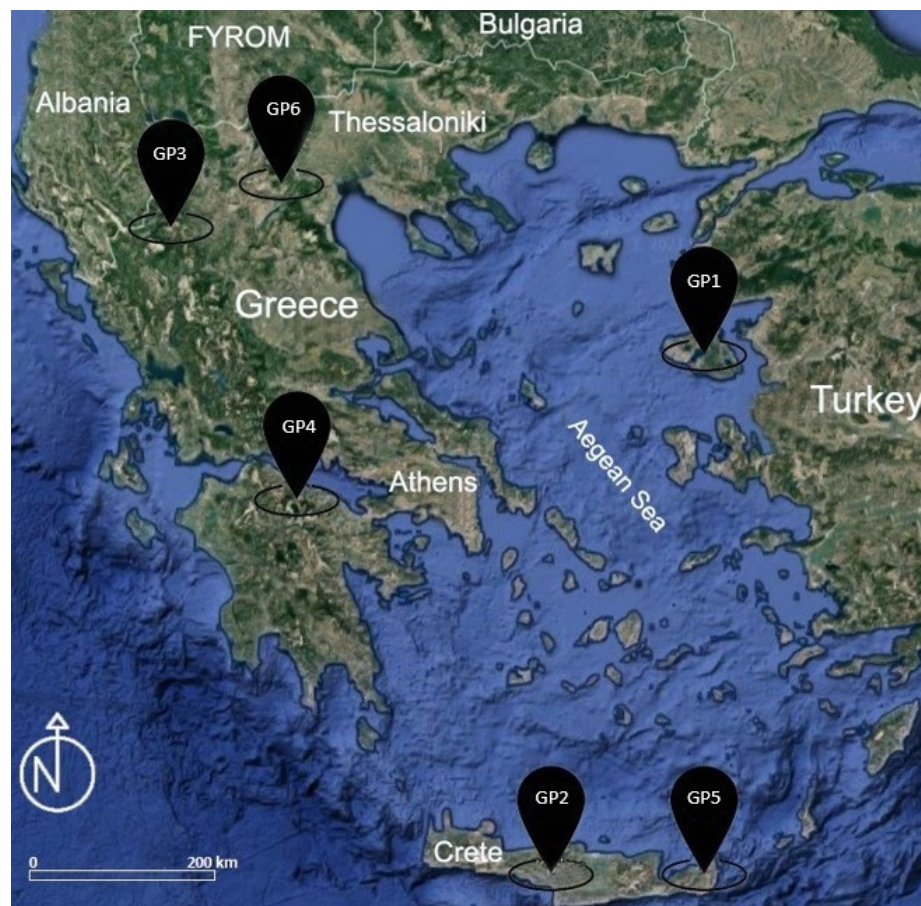 FYROM
Bulgaria
Albania
GP6
Thessaloniki
GP3
GP1
Greece
Turkey
GP4
Aegean Sea
Athens
N
GP2
GP5
Crete
0
200 km